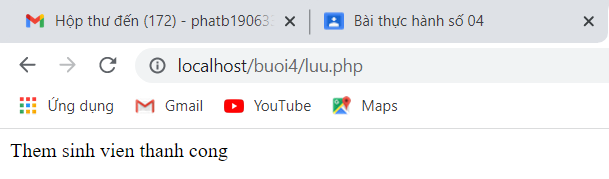 Hộp thư đến (172) - phatb19063
Bài thực hành số 04
localhost/buoi4/luu.php
Ứng dụng Gmail YouTube Maps
Them sinh vien thanh cong